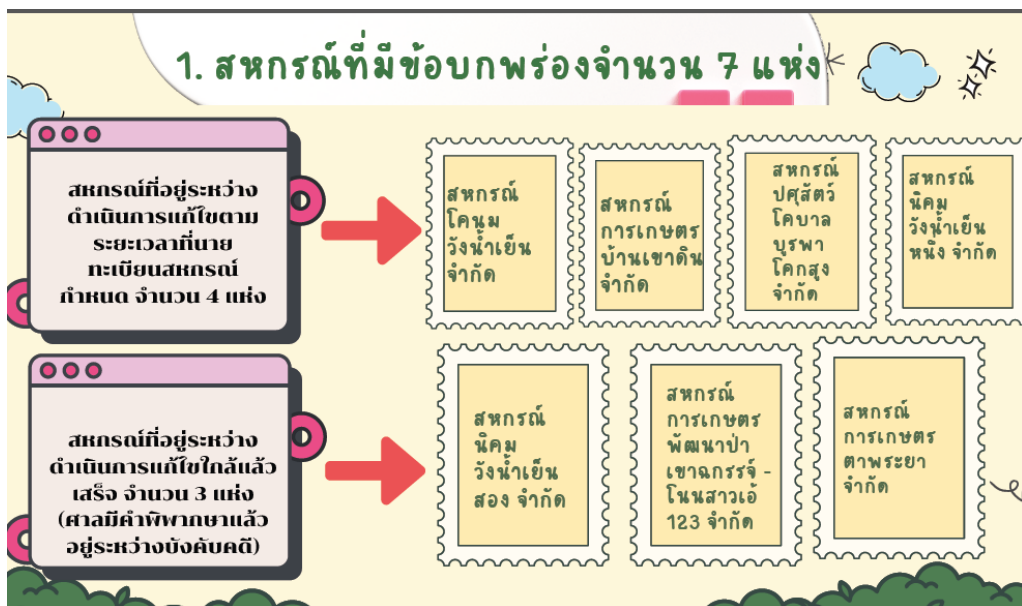 1. สหกรณ์ที่มีข้อบกพร่องจำนวน 7 แห่ง
สหกรณ์ที่อยู่ระหว่าง
ดำเนินการแก้ไขตาม
ระยะเวลาที่นาย
ทะเบียนสหกรณ์
กำหนด จำนวน 4 แห่ง
สหกรณ์
โคนม
วังน้ำเย็น
จำกัด
สหกรณ์
การเกษตร
บ้านเขาดิน
จำกัด
สหกรณ์
ปศุสัตว์
โคบาล
บูรพา
โคกสูง
จำกัด
สหกรณ์
นิคม
วังน้ำเย็น
หนึ่ง จำกัด
สหกรณ์ที่อยู่ระหว่าง
ดำเนินการแก้ไขใกล้แล้ว
เสร็จ จำนวน 3 แห่ง
(ศาลมีคำพิพากษาแล้ว
อยู่ระหว่างบังคับคดี)
สหกรณ์
นิคม
วังน้ำเย็น
สอง จำกัด
สหกรณ์
การเกษตร
พัฒนาป่า
เขาฉกรรจ์ -
โนนสาวเอ้
123 จำกัด
สหกรณ์
การเกษตร
ตาพระยา
จำกัด